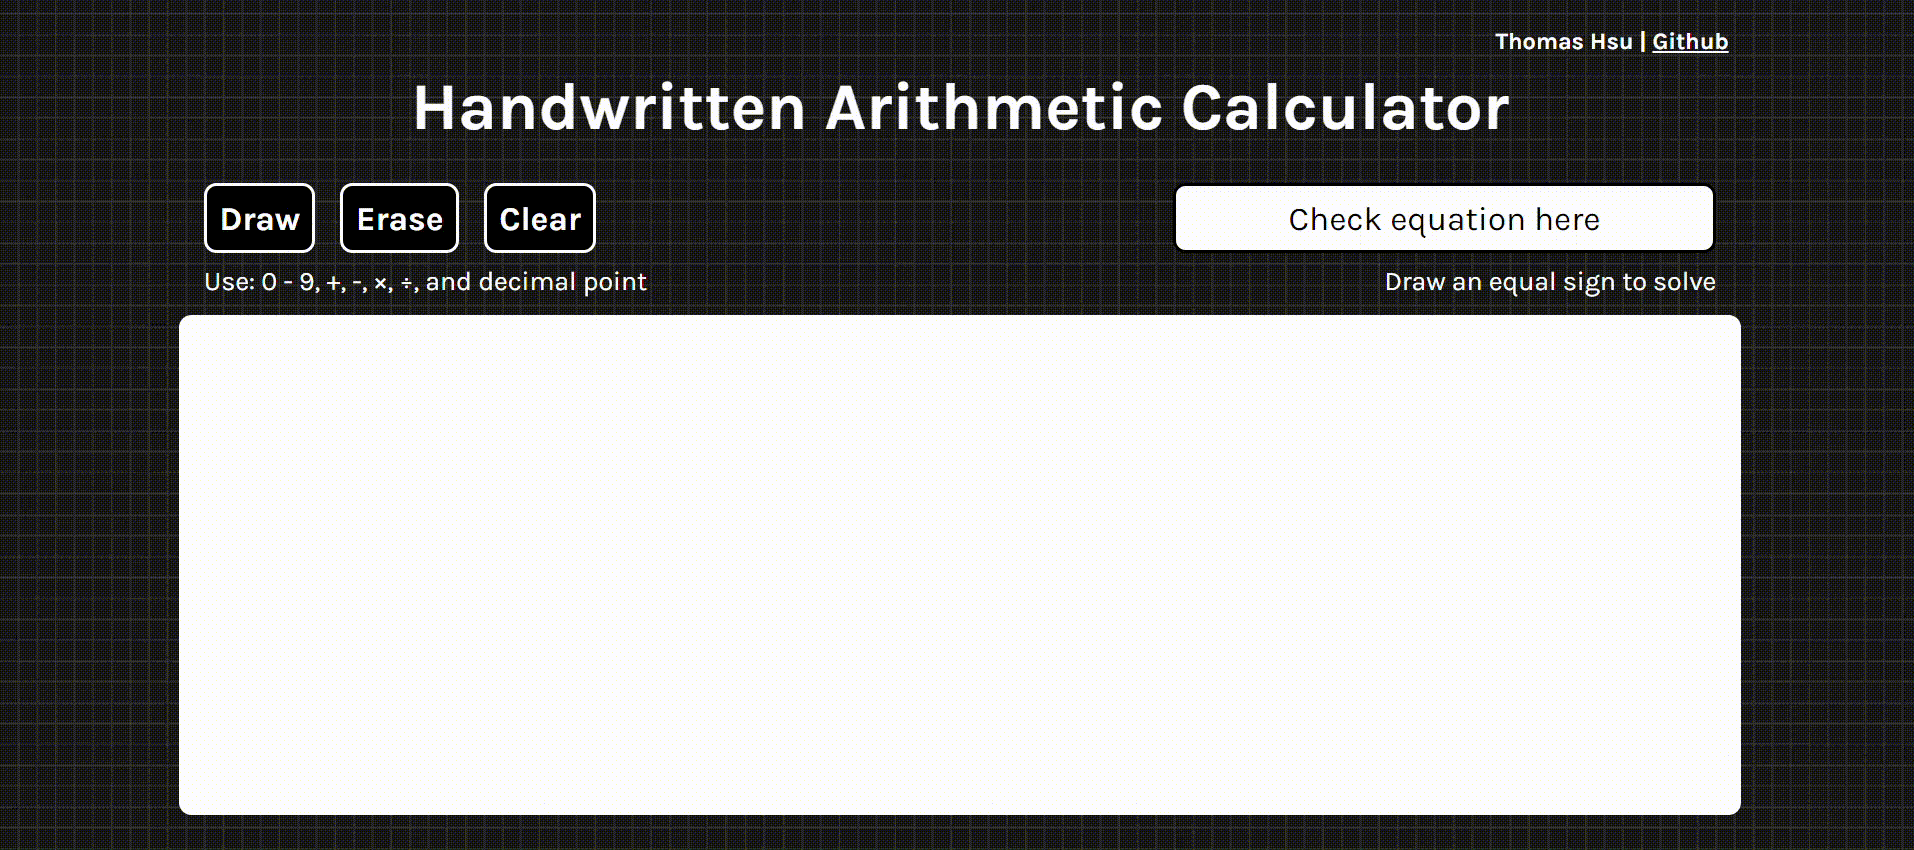 Thomas Hsu | Github
Handwritten Arithmetic Calculator
Draw Erase Clear Check equation here
Use: 0 - 9, +, -, ×, ÷, and decimal point Draw an equal sign to solve